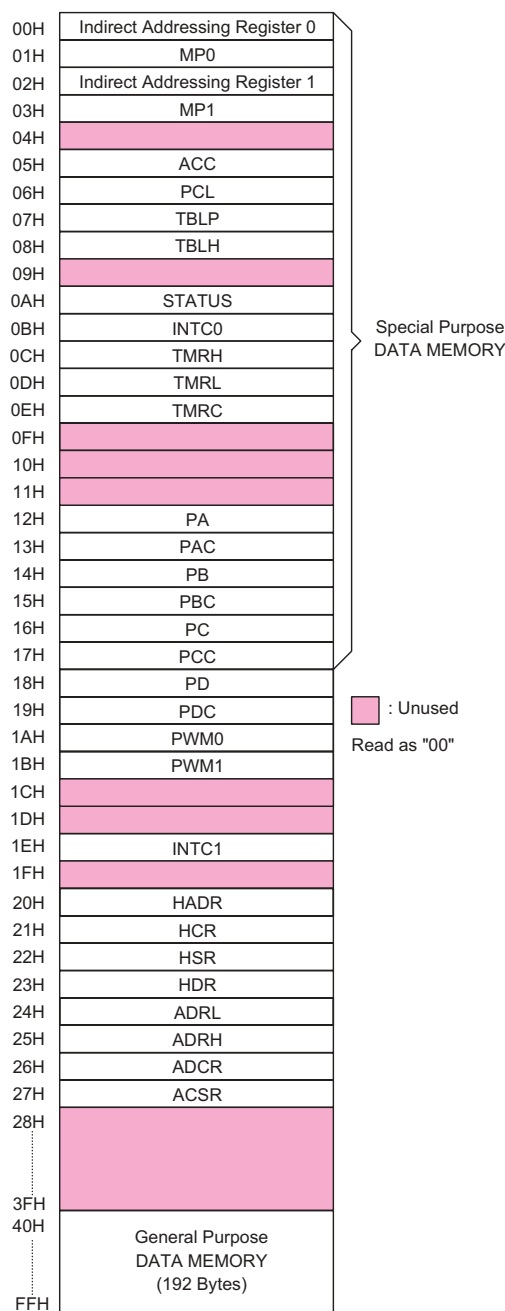 00H Indirect Addressing Register 0
01H MP0
02H Indirect Addressing Register 1
03H MP1
04H
05H ACC
06H PCL
07H TBLP
08H TBLH
09H
0AH STATUS
0BH INTC0
Special Purpose
DATA MEMORY
0CH TMRH
0DH TMRL
0EH TMRC
0FH
10H
11H
12H PA
13H PAC
14H PB
15H PBC
16H PC
17H PCC
18H PD
19H PDC
: Unused
1AH PWM0
Read as "00"
1BH PWM1
1CH
1DH
1EH INTC1
1FH
20H HADR
21H HCR
22H HSR
23H HDR
24H ADRL
25H ADRH
26H ADCR
27H ACSR
28H
3FH
40H
General Purpose
DATA MEMORY
(192 Bytes)
FFH